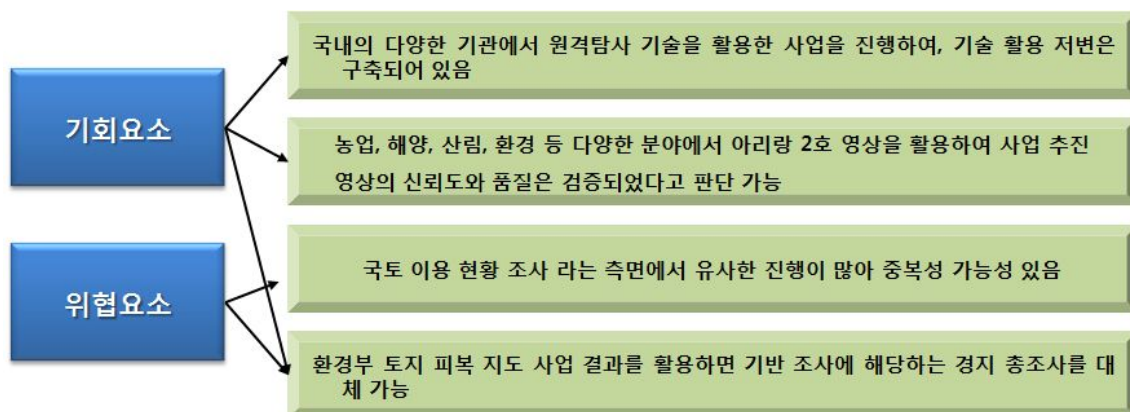 국내의 다양한 기관에서 원격탐사 기술을 활용한 사업을 진행하여, 기술 활용 저변은
구축되어 있음
기회요소
농업, 해양, 산림, 환경 등 다양한 분야에서 아리랑 2호 영상을 활용하여 사업 추진
영상의 신뢰도와 품질은 검증되었다고 판단 가능
국토 이용 현황 조사 라는 측면에서 유사한 진행이 많아 중복성 가능성 있음
위협요소
환경부 토지 피복 지도 사업 결과를 활용하면 기반 조사에 해당하는 경지 총조사를 대
체 가능